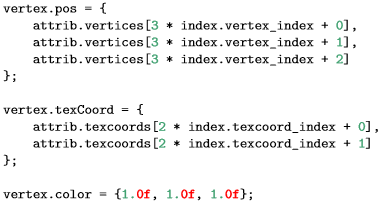 vertex.pos = {
    attrib.vertices[3 * index.vertex_index + 0],
    attrib.vertices[3 * index.vertex_index + 1],
    attrib.vertices[3 * index.vertex_index + 2]
};

vertex.texCoord = {
    attrib.texcoords[2 * index.texcoord_index + 0],
    attrib.texcoords[2 * index.texcoord_index + 1]
};

vertex.color = {1.0f, 1.0f, 1.0f};